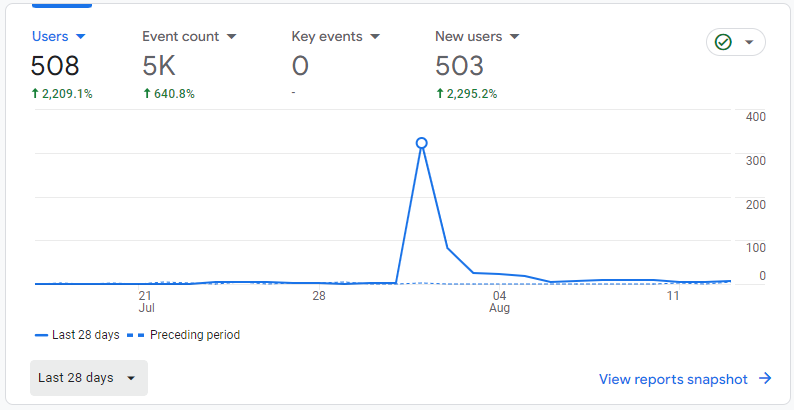 Users Event count Key events New users
508 5K 0 503
↑ 2,209.1% ↑ 640.8% - ↑ 2,295.2%
400
300
200
100
0
21 28 04 11
Jul Aug
Last 28 days Preceding period
Last 28 days View reports snapshot →